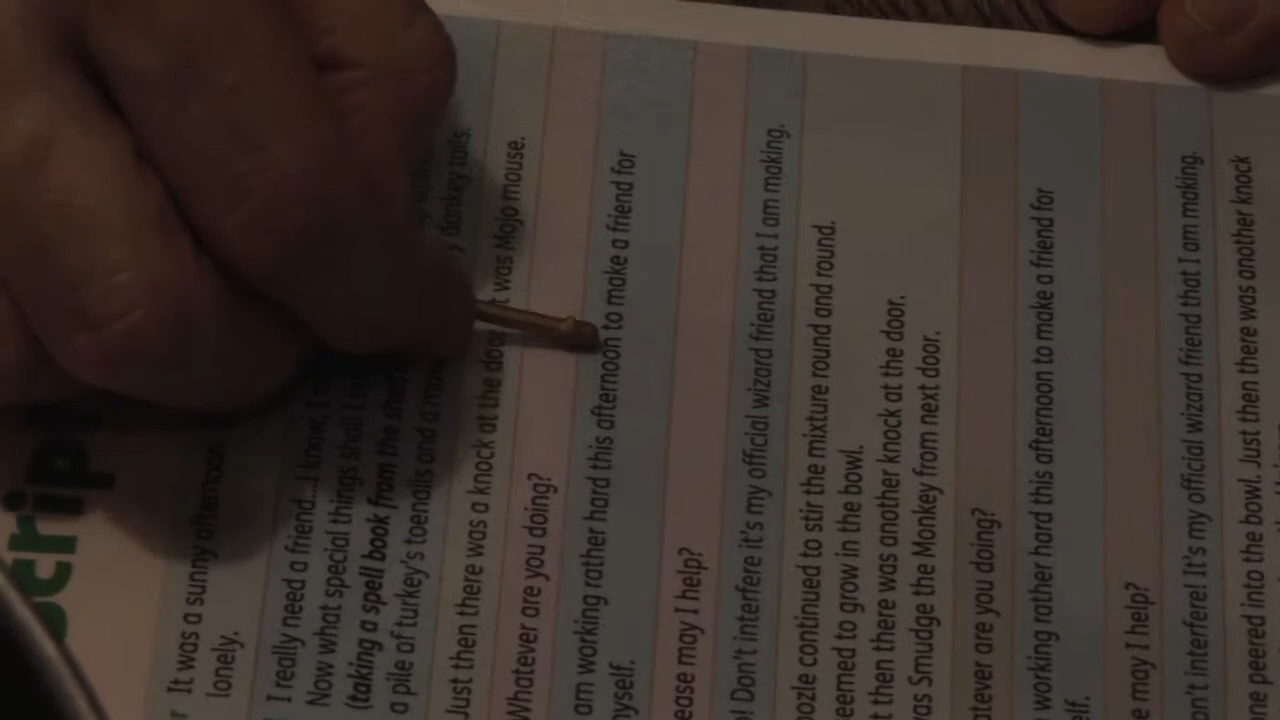 It was a sunny afternoon
lonely.
I really need a friend...I know, I
Now what special things shall I
(taking a spell book from the
a pile of turkey's toenails and a donkey tails.
Just then there was a knock at the door. It was Mojo mouse.
Whatever are you doing?
am working rather hard this afternoon to make a friend for
yself.
ease may I help?
! Don't interfere it's my official wizard friend that I am making.
ozle continued to stir the mixture round and round.
eemed to grow in the bowl.
t then there was another knock at the door.
as Smudge the Monkey from next door.
tever are you doing?
working rather hard this afternoon to make a friend for
elf.
e may I help?
n't interfere! It's my official wizard friend that I am making.
ne peered into the bowl. Just then there was another knock